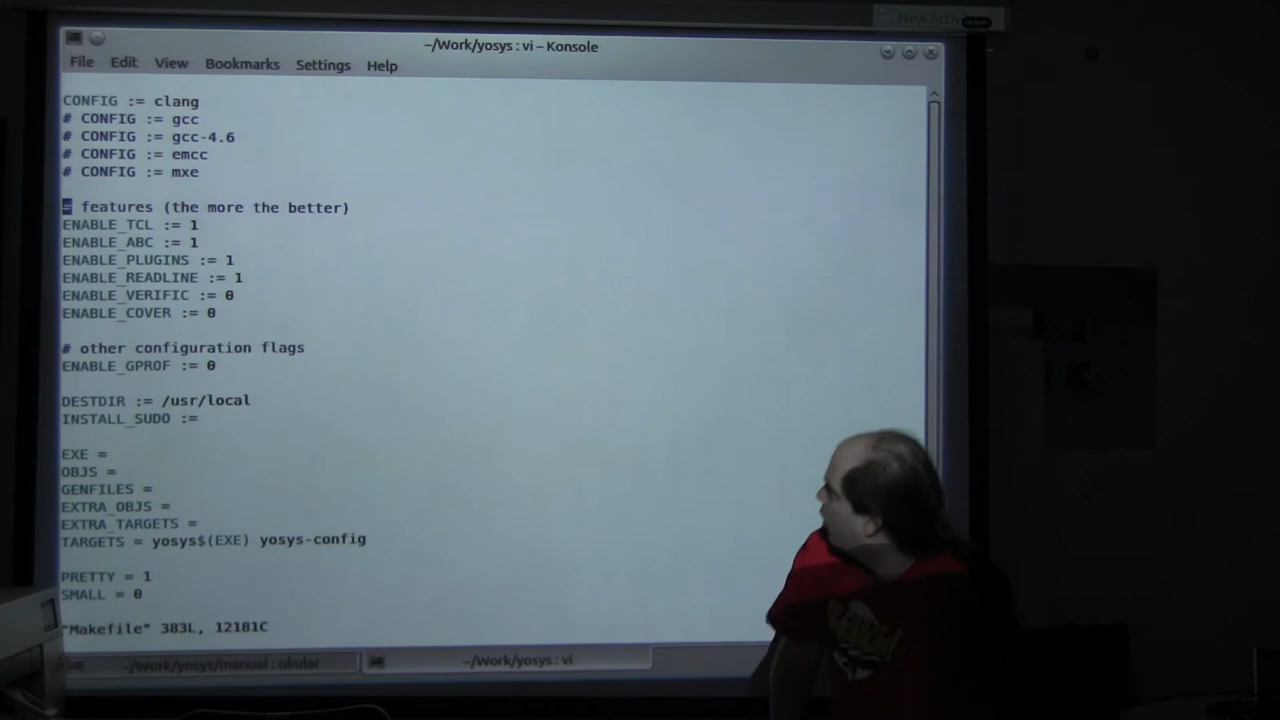 New Activ
~/Work/yosys : vi – Konsole
File Edit View Bookmarks Settings Help
CONFIG := clang
# CONFIG := gcc
# CONFIG := gcc-4.6
# CONFIG := emcc
# CONFIG := mxe
# features (the more the better)
ENABLE_TCL := 1
ENABLE_ABC := 1
ENABLE_PLUGINS := 1
ENABLE_READLINE := 1
ENABLE_VERIFIC := 0
ENABLE_COVER := 0
# other configuration flags
ENABLE_GPROF := 0
DESTDIR := /usr/local
INSTALL_SUDO :=
EXE =
OBJS =
GENFILES =
EXTRA_OBJS =
EXTRA_TARGETS =
TARGETS = yosys$(EXE) yosys-config
PRETTY = 1
SMALL = 0
"Makefile" 383L, 12181C
~/Work/yosys/manual : okular ~/Work/yosys : vi